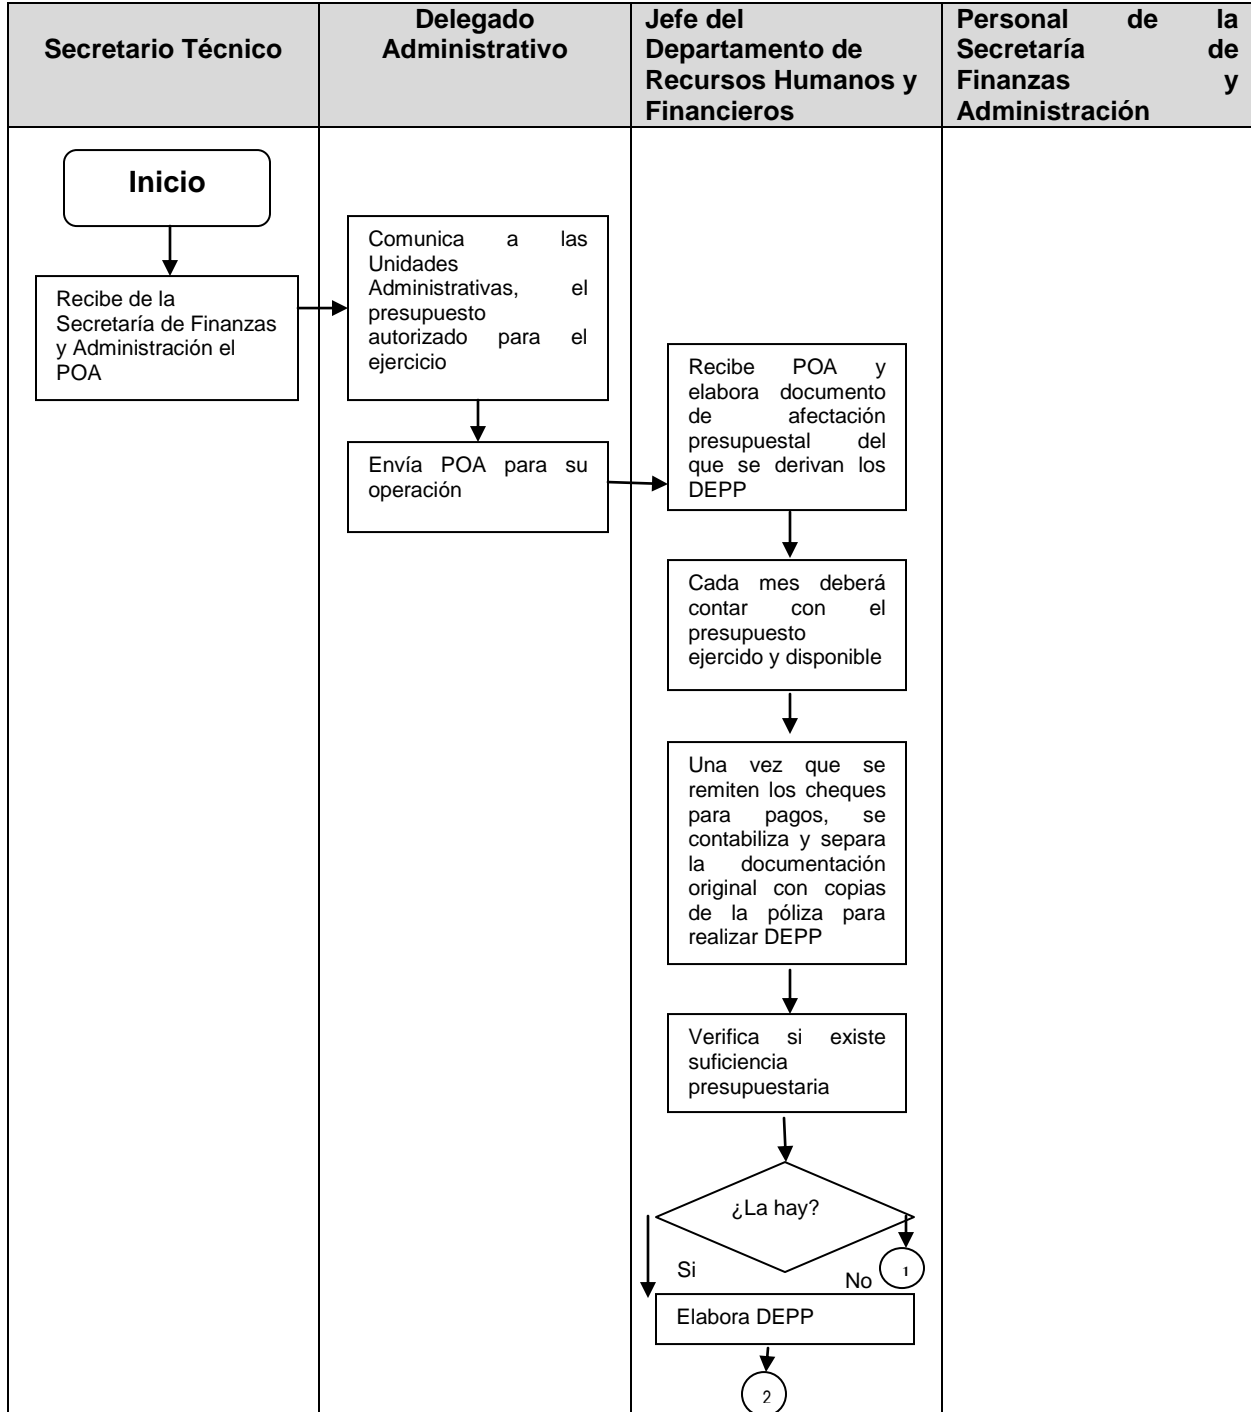 Secretario Técnico
Delegado
Administrativo
Jefe del
Departamento de
Recursos Humanos y
Financieros
Personal de la
Secretaría de
Finanzas y
Administración
Inicio
Recibe de la
Secretaría de Finanzas
y Administración el
POA
Comunica a las
Unidades
Administrativas, el
presupuesto
autorizado para el
ejercicio
Envía POA para su
operación
Recibe POA y
elabora documento
de afectación
presupuestal del
que se derivan los
DEPP
Cada mes deberá
contar con el
presupuesto
ejercido y disponible
Una vez que se
remiten los cheques
para pagos, se
contabiliza y separa
la documentación
original con copias
de la póliza para
realizar DEPP
Verifica si existe
suficiencia
presupuestaria
¿La hay?
Si
No
1
Elabora DEPP
2